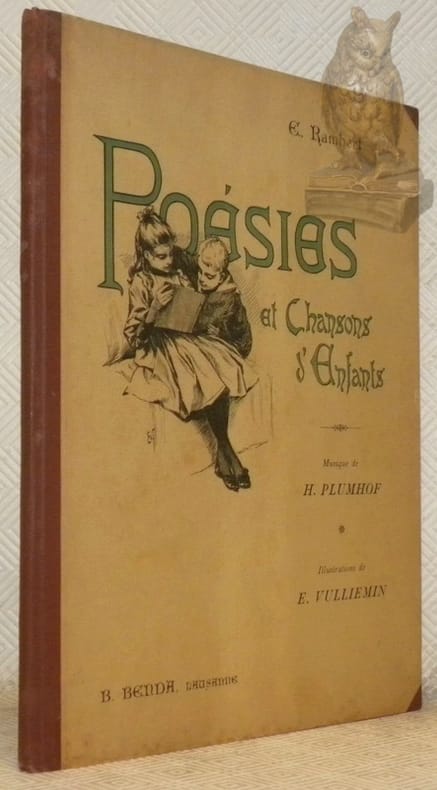 E. Rambert
POÉSIES
et Chansons
d'Enfants
Musique de
H. PLUMHOF
Illustrations de
E. VULLIEMIN
B. BENDA, LAUSANNE